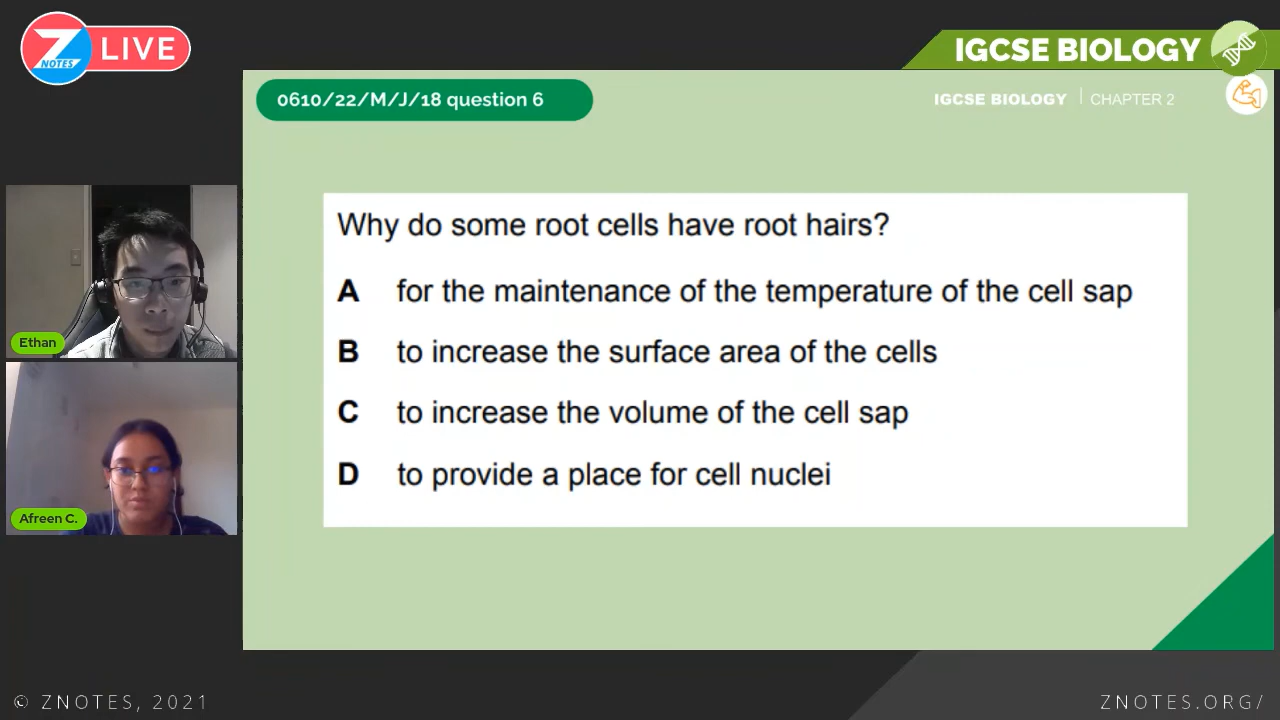 Z NOTES LIVE
IGCSE BIOLOGY
0610/22/M/J/18 question 6
IGCSE BIOLOGY | CHAPTER 2
Why do some root cells have root hairs?
A for the maintenance of the temperature of the cell sap
B to increase the surface area of the cells
C to increase the volume of the cell sap
D to provide a place for cell nuclei
Ethan
Afreen C.
© ZNOTES, 2021
ZNOTES.ORG/